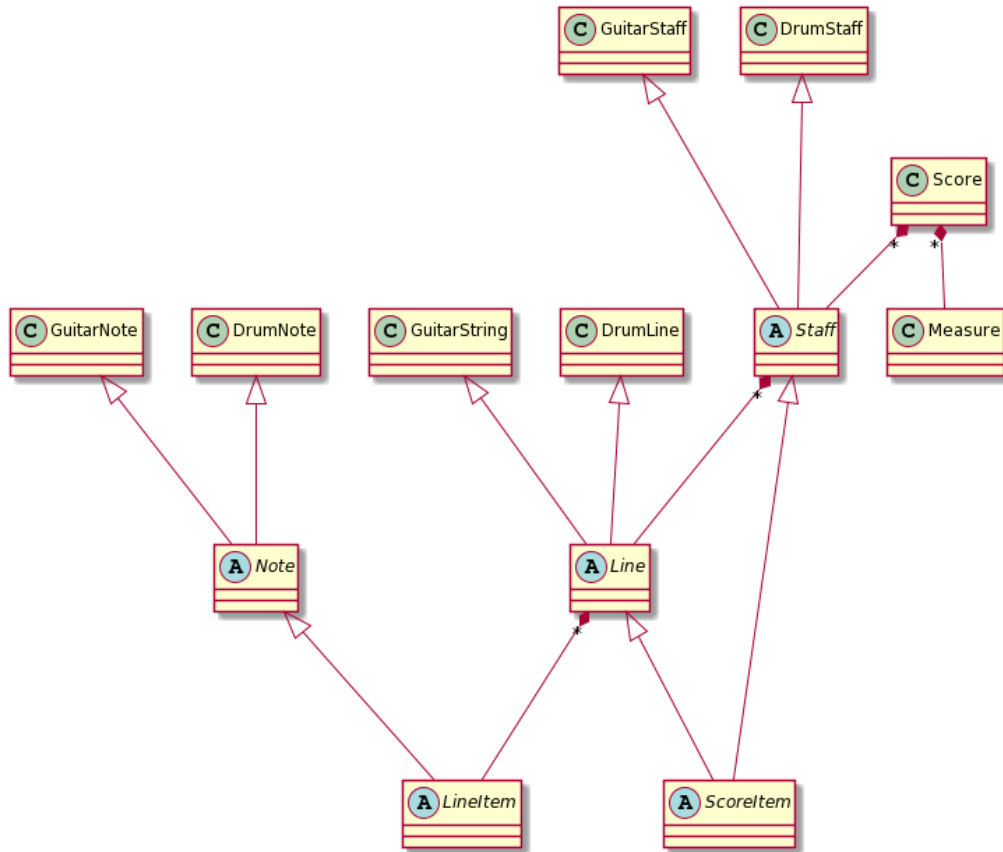 C GuitarStaff
C DrumStaff
C Score
*
*
C GuitarNote
C DrumNote
C GuitarString
C DrumLine
A Staff
C Measure
*
A Note
A Line
*
A LineItem
A ScoreItem